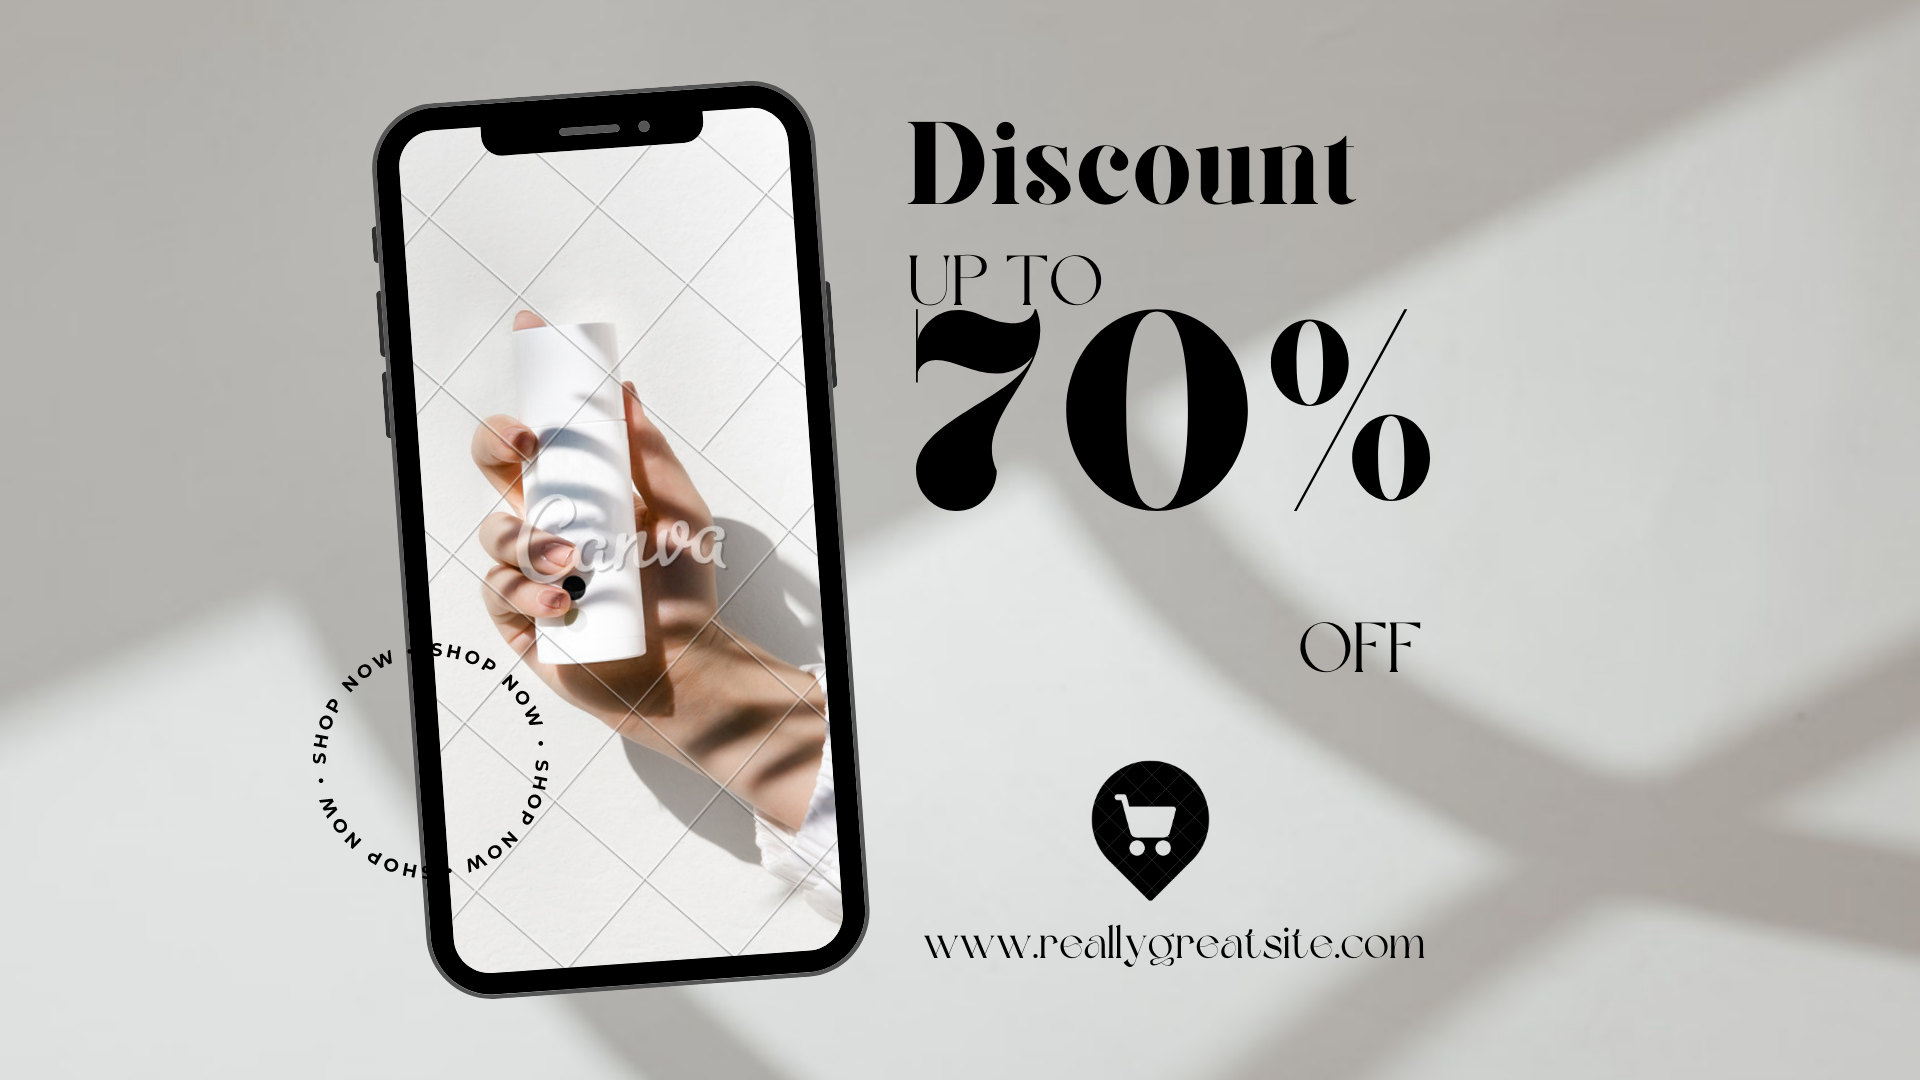 Discount
UP TO
70%
OFF
Canva
SHOP NOW • SHOP NOW • SHOP NOW • SHOP NOW •
www.reallygreatsite.com